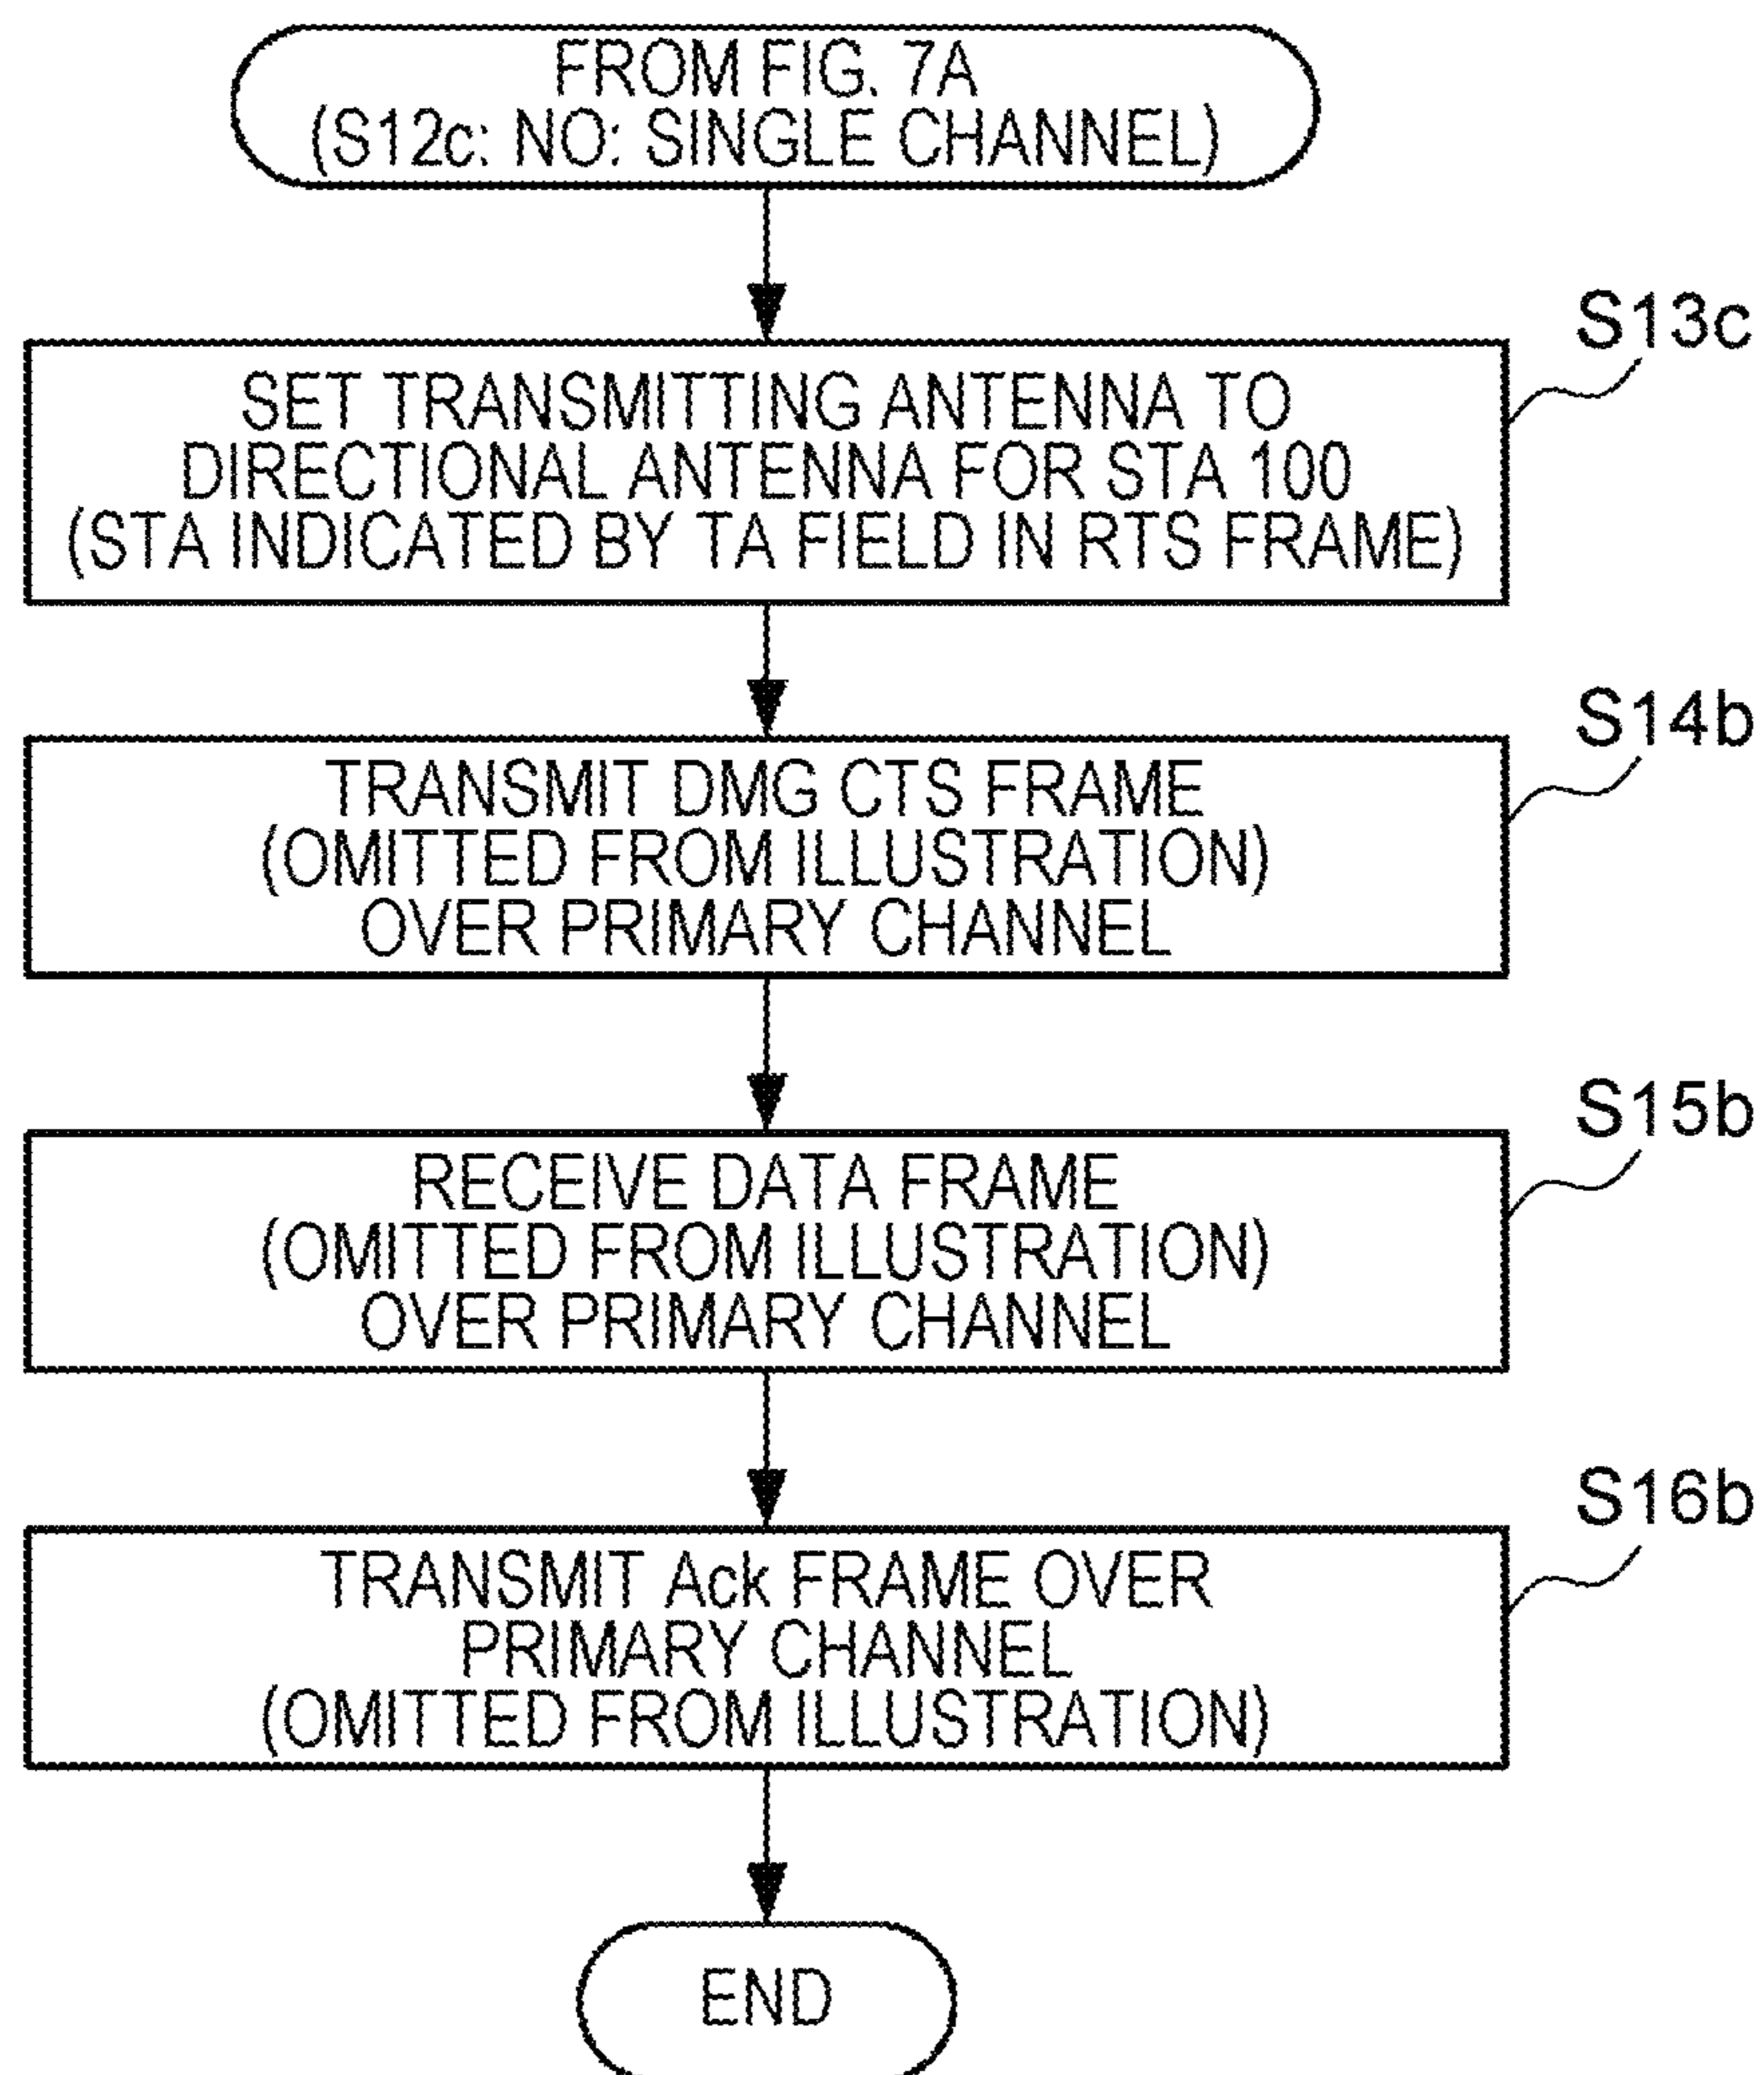 FROM FIG. 7A
(S12c: NO: SINGLE CHANNEL)
S13c
SET TRANSMITTING ANTENNA TO
DIRECTIONAL ANTENNA FOR STA 100
(STA INDICATED BY TA FIELD IN RTS FRAME)
S14b
TRANSMIT DMG CTS FRAME
(OMITTED FROM ILLUSTRATION)
OVER PRIMARY CHANNEL
S15b
RECEIVE DATA FRAME
(OMITTED FROM ILLUSTRATION)
OVER PRIMARY CHANNEL
S16b
TRANSMIT Ack FRAME OVER
PRIMARY CHANNEL
(OMITTED FROM ILLUSTRATION)
END